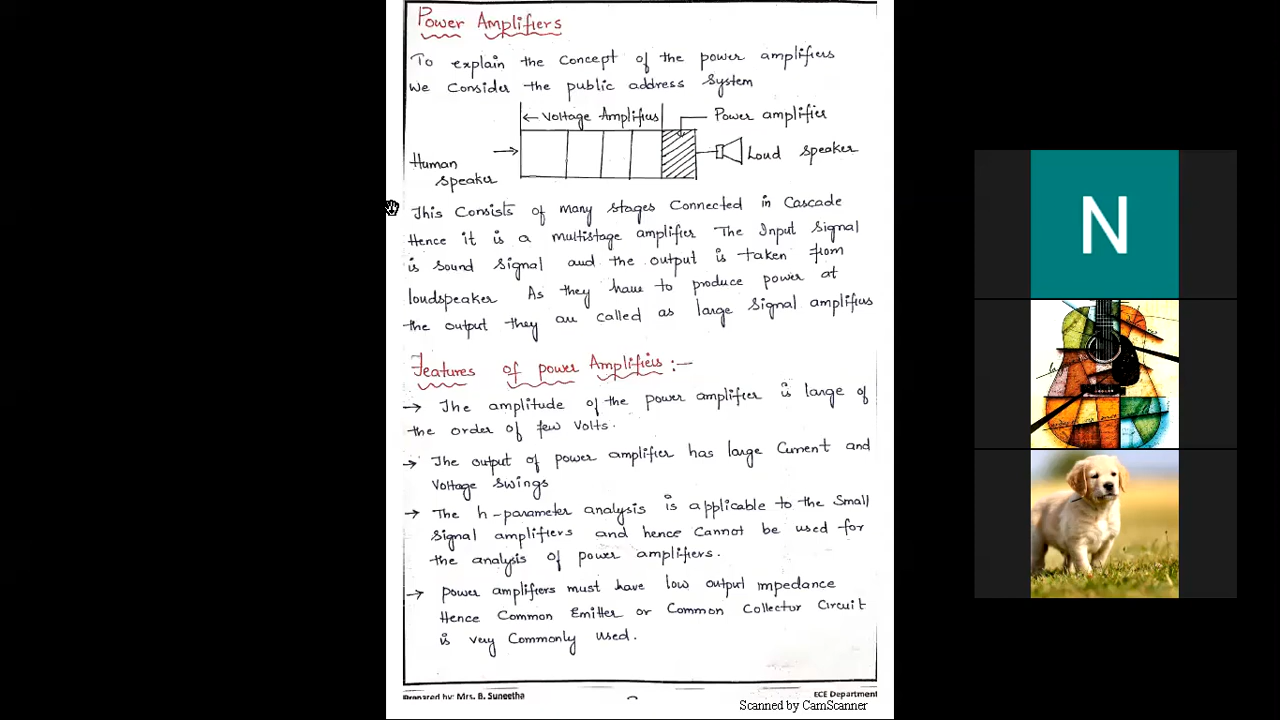 Power Amplifiers
To explain the Concept of the power amplifiers
We Consider the public address System
← Voltage Amplifius
Power amplifier
Human
Speaker
Loud speaker
This Consists of many stages Connected in Cascade
Hence it is a multistage amplifier The Input Signal
is Sound Signal and the output is taken from
loudspeaker As they have to produce power at
the output they are called as large signal amplifius
Features of power Amplifiers :-
→ The amplitude of the power amplifier is large of
the order of few Volts.
→ The output of power amplifier has large Current and
Voltage Swings
→ The h-parameter analysis is applicable to the Small
Signal amplifiers and hence Cannot be used for
the analysis of power amplifiers.
→ power amplifiers must have low output impedance
Hence Common Emitter or Common Collector Circuit
is very Commonly used.
Prepared by: Mrs. B. Suneetha
ECE Department
Scanned by CamScanner
N